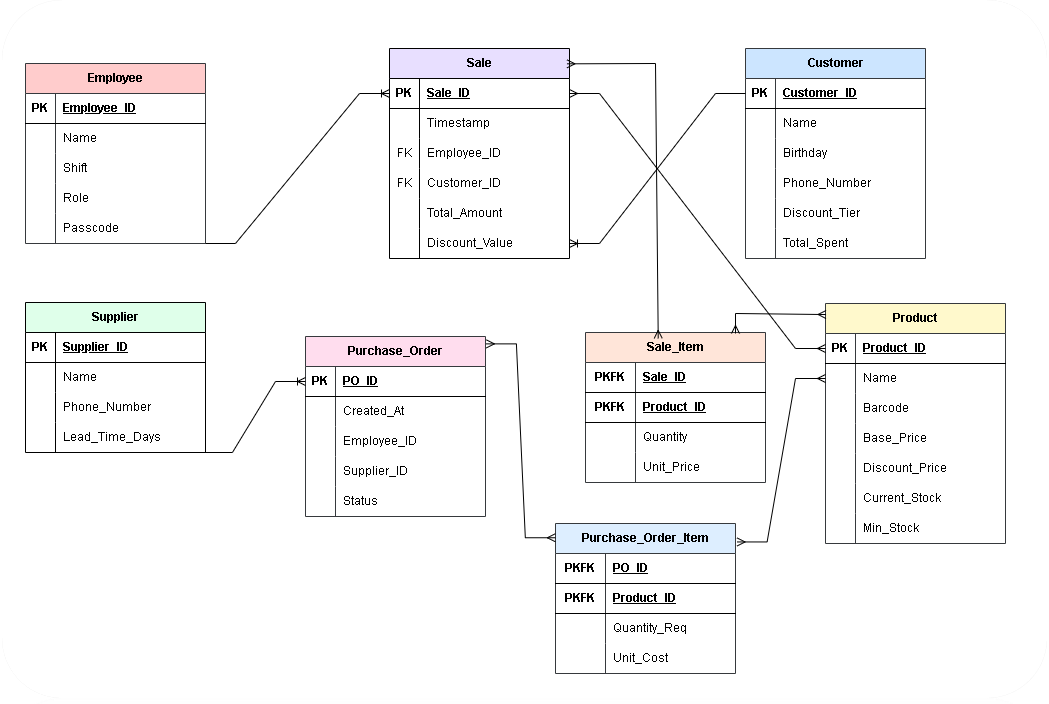 Employee
PK Employee_ID
Name
Shift
Role
Passcode
Sale
PK Sale_ID
Timestamp
FK Employee_ID
FK Customer_ID
Total_Amount
Discount_Value
Customer
PK Customer_ID
Name
Birthday
Phone_Number
Discount_Tier
Total_Spent
Supplier
PK Supplier_ID
Name
Phone_Number
Lead_Time_Days
Purchase_Order
PK PO_ID
Created_At
Employee_ID
Supplier_ID
Status
Sale_Item
PKFK Sale_ID
PKFK Product_ID
Quantity
Unit_Price
Product
PK Product_ID
Name
Barcode
Base_Price
Discount_Price
Current_Stock
Min_Stock
Purchase_Order_Item
PKFK PO_ID
PKFK Product_ID
Quantity_Req
Unit_Cost